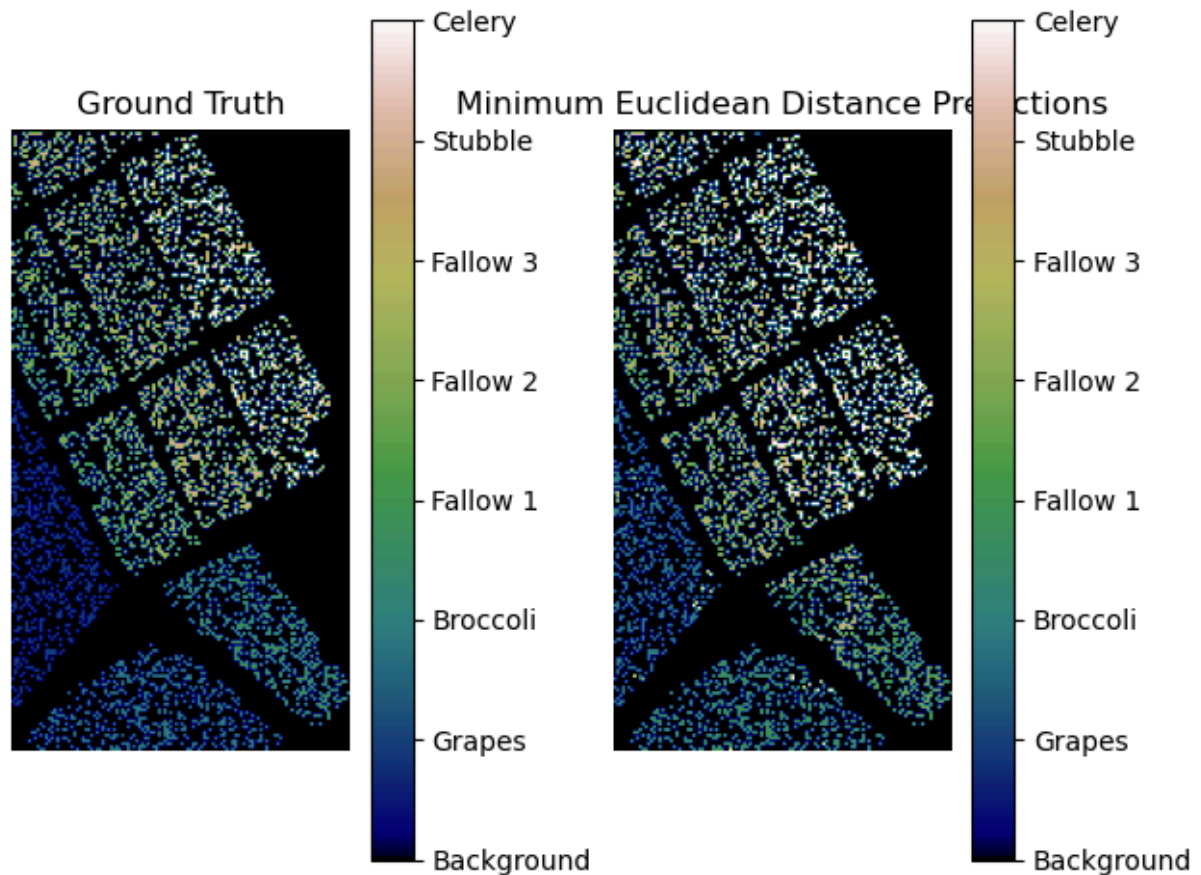 Ground Truth
Celery
Stubble
Fallow 3
Fallow 2
Fallow 1
Broccoli
Grapes
Background
Minimum Euclidean Distance Predictions
Celery
Stubble
Fallow 3
Fallow 2
Fallow 1
Broccoli
Grapes
Background